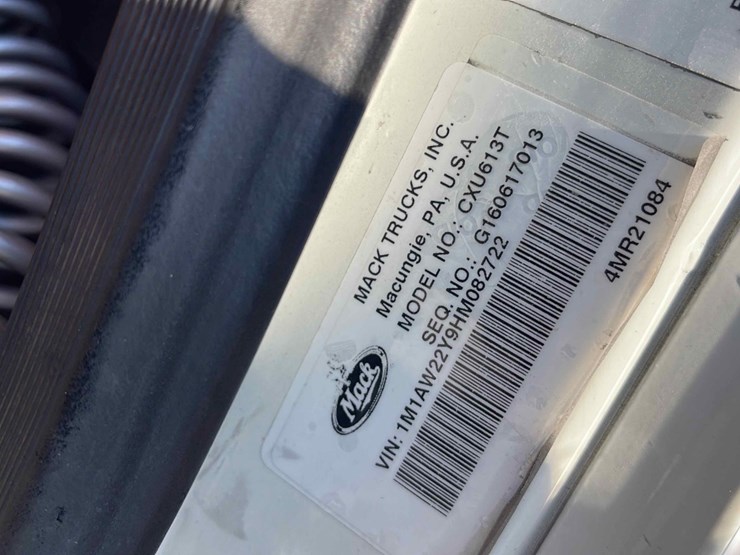 Mack
MACK TRUCKS, INC.
Macungie, PA, U.S.A.
MODEL NO.: CXU613T
SEQ. NO.: G160617013
VIN: 1M1AW22Y9HM082722
4MR21084